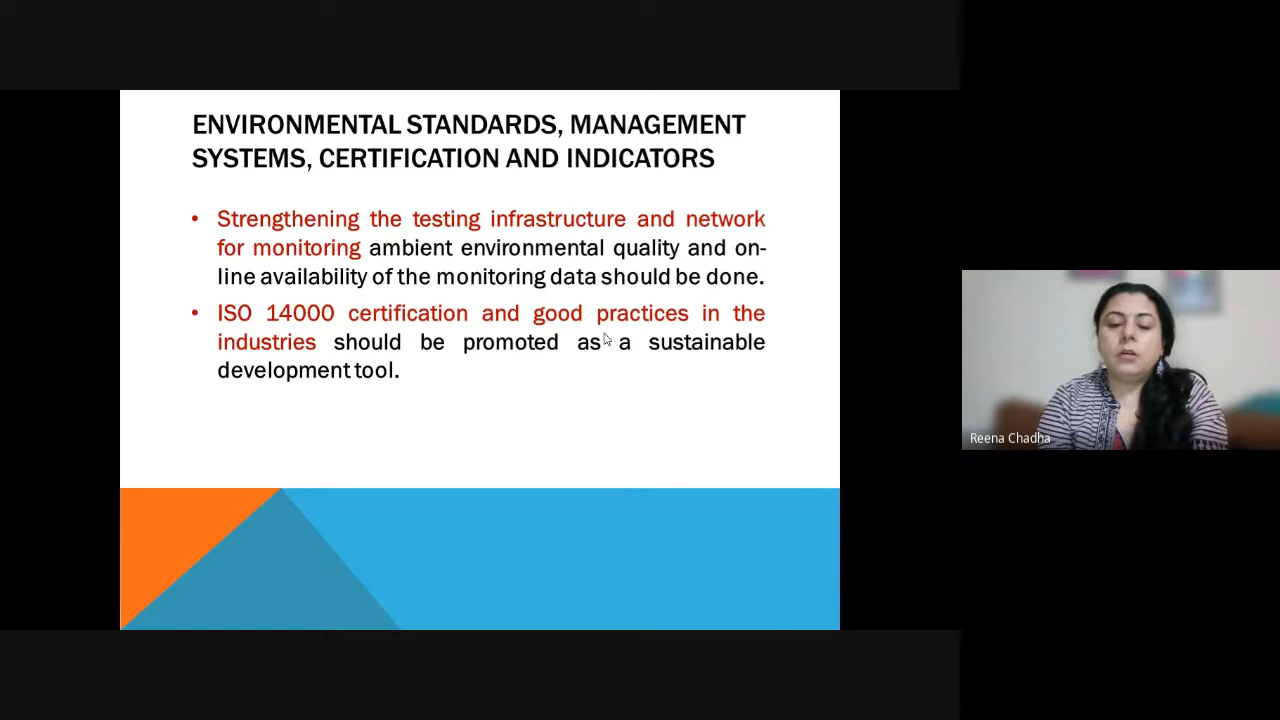 ENVIRONMENTAL STANDARDS, MANAGEMENT
SYSTEMS, CERTIFICATION AND INDICATORS
• Strengthening the testing infrastructure and network
for monitoring ambient environmental quality and on-
line availability of the monitoring data should be done.
• ISO 14000 certification and good practices in the
industries should be promoted as a sustainable
development tool.
Reena Chadha